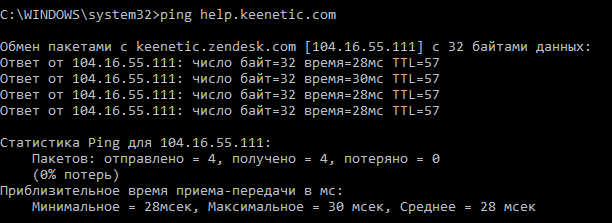 C:\WINDOWS\system32>ping help.keenetic.com
Обмен пакетами с keenetic.zendesk.com [104.16.55.111] с 32 байтами данных:
Ответ от 104.16.55.111: число байт=32 время=28мс TTL=57
Ответ от 104.16.55.111: число байт=32 время=30мс TTL=57
Ответ от 104.16.55.111: число байт=32 время=28мс TTL=57
Ответ от 104.16.55.111: число байт=32 время=28мс TTL=57
Статистика Ping для 104.16.55.111:
Пакетов: отправлено = 4, получено = 4, потеряно = 0
(0% потерь)
Приблизительное время приема-передачи в мс:
Минимальное = 28мсек, Максимальное = 30 мсек, Среднее = 28 мсек